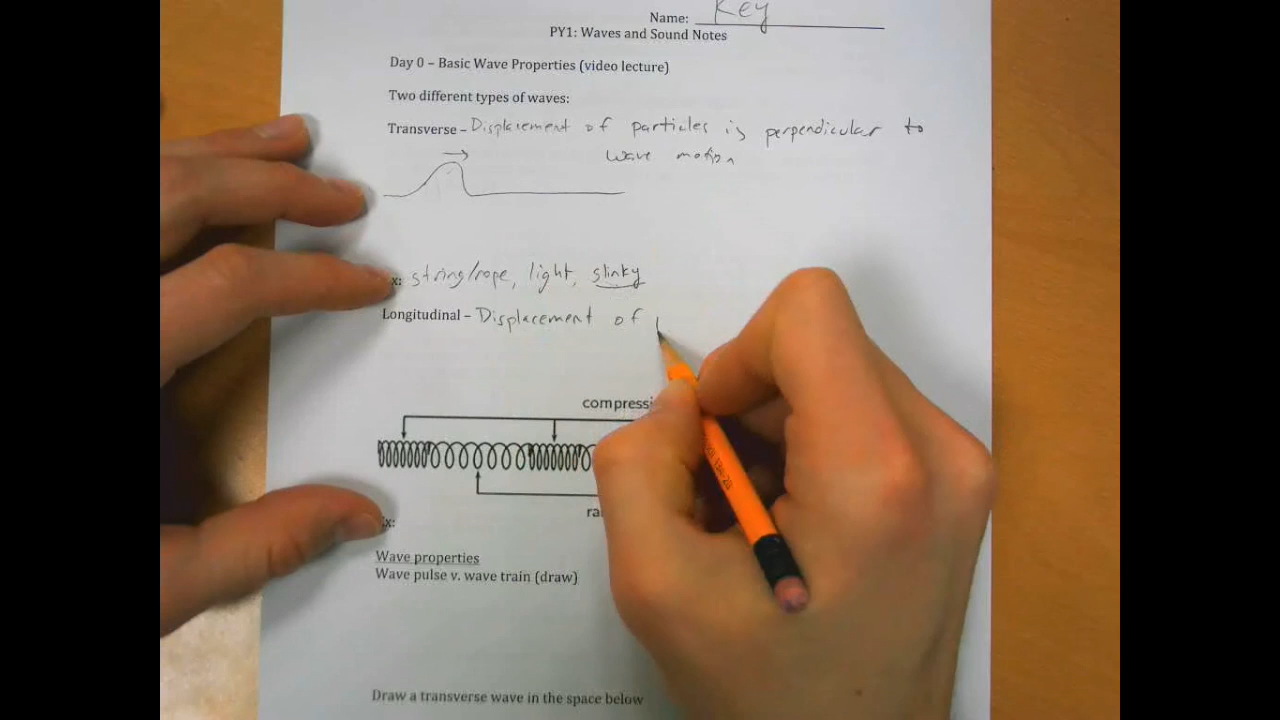 Name: Key
PY1: Waves and Sound Notes
Day 0 – Basic Wave Properties (video lecture)
Two different types of waves:
Transverse – Displacement of particles is perpendicular to
wave motion
x: string/rope, light, slinky
Longitudinal – Displacement of
compressi
ra
x:
Wave properties
Wave pulse v. wave train (draw)
Draw a transverse wave in the space below